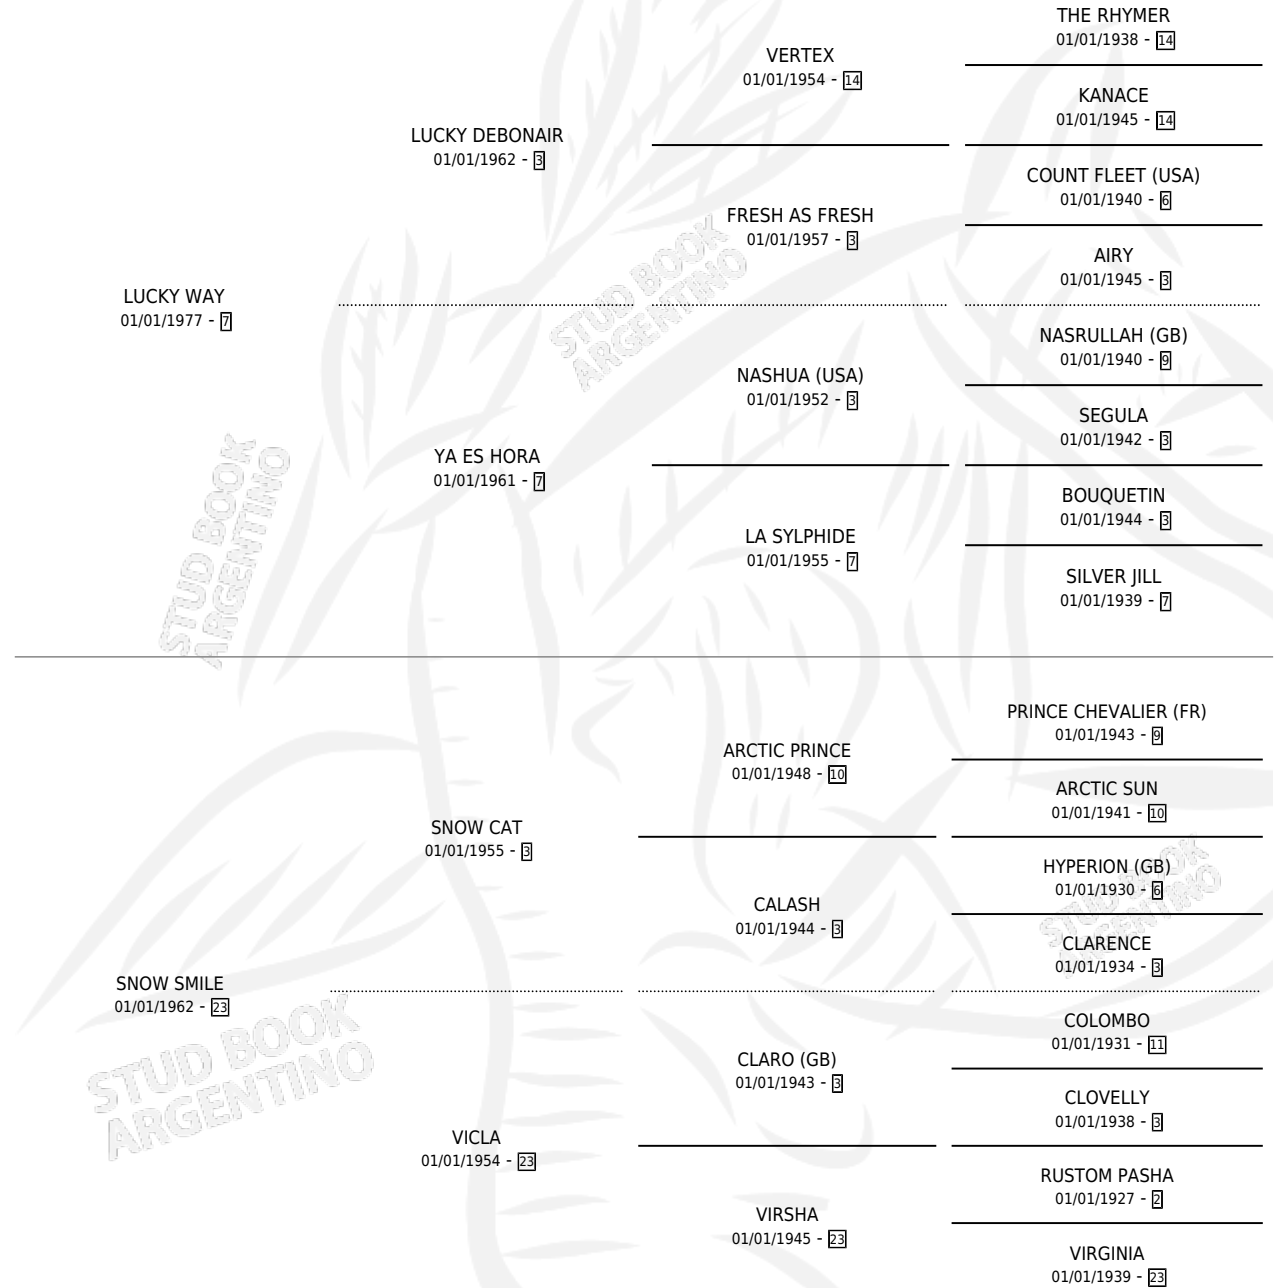 THE RHYMER
01/01/1938 - 14
VERTEX
01/01/1954 - 14
KANACE
01/01/1945 - 14
LUCKY DEBONAIR
01/01/1962 - 3
COUNT FLEET (USA)
01/01/1940 - 6
FRESH AS FRESH
01/01/1957 - 3
AIRY
01/01/1945 - 3
LUCKY WAY
01/01/1977 - 7
NASRULLAH (GB)
01/01/1940 - 9
NASHUA (USA)
01/01/1952 - 3
SEGULA
01/01/1942 - 3
YA ES HORA
01/01/1961 - 7
BOUQUETIN
01/01/1944 - 3
LA SYLPHIDE
01/01/1955 - 7
SILVER JILL
01/01/1939 - 7
PRINCE CHEVALIER (FR)
01/01/1943 - 9
ARCTIC PRINCE
01/01/1948 - 10
ARCTIC SUN
01/01/1941 - 10
SNOW CAT
01/01/1955 - 3
HYPERION (GB)
01/01/1930 - 6
CALASH
01/01/1944 - 3
CLARENCE
01/01/1934 - 3
SNOW SMILE
01/01/1962 - 23
COLOMBO
01/01/1931 - 11
CLARO (GB)
01/01/1943 - 3
CLOVELLY
01/01/1938 - 3
VICLA
01/01/1954 - 23
RUSTOM PASHA
01/01/1927 - 2
VIRSHA
01/01/1945 - 23
VIRGINIA
01/01/1939 - 23
STUD BOOK
ARGENTINO
STUD BOOK
ARGENTINO
STUD BOOK
ARGENTINO
STUD BOOK
ARGENTINO